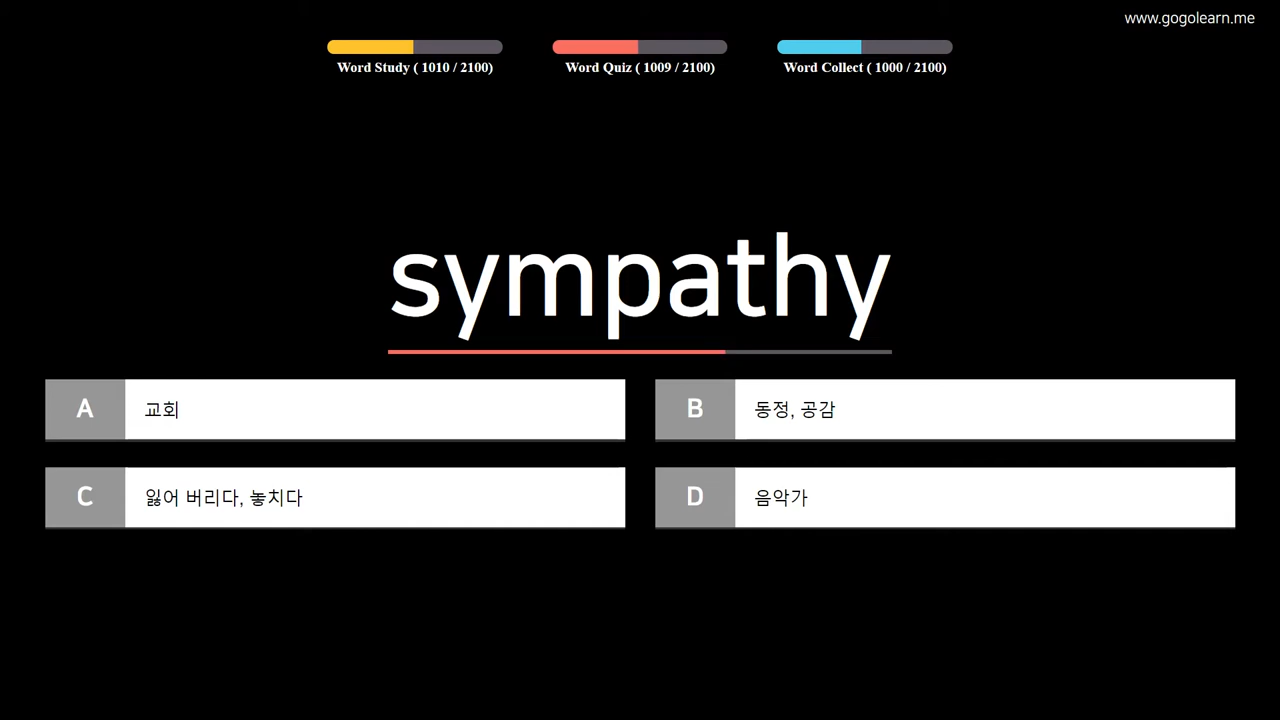 www.gogolearn.me
Word Study ( 1010 / 2100)
Word Quiz ( 1009 / 2100)
Word Collect ( 1000 / 2100)
sympathy
A 교회
B 동정, 공감
C 잃어 버리다, 놓치다
D 음악가